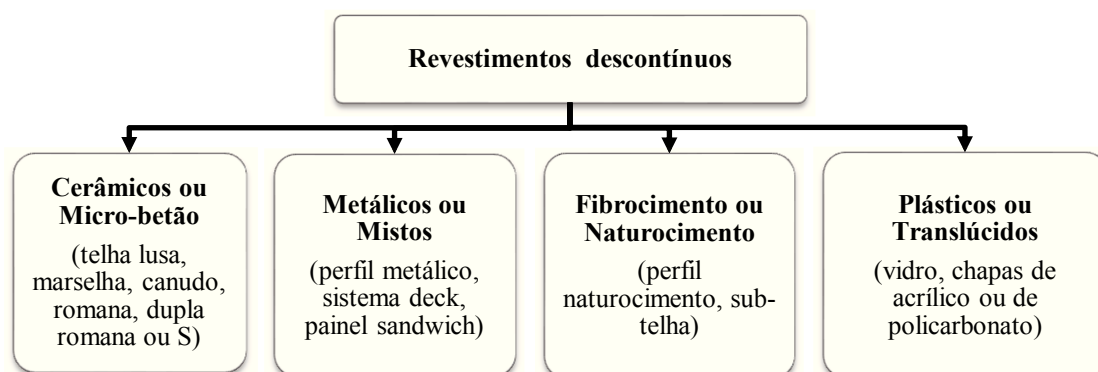 Revestimentos descontínuos
Cerâmicos ou
Micro-betão
(telha lusa,
marselha, canudo,
romana, dupla
romana ou S)
Metálicos ou
Mistos
(perfil metálico,
sistema deck,
painel sandwich)
Fibrocimento ou
Naturocimento
(perfil
naturocimento, sub-
telha)
Plásticos ou
Translúcidos
(vidro, chapas de
acrílico ou de
policarbonato)